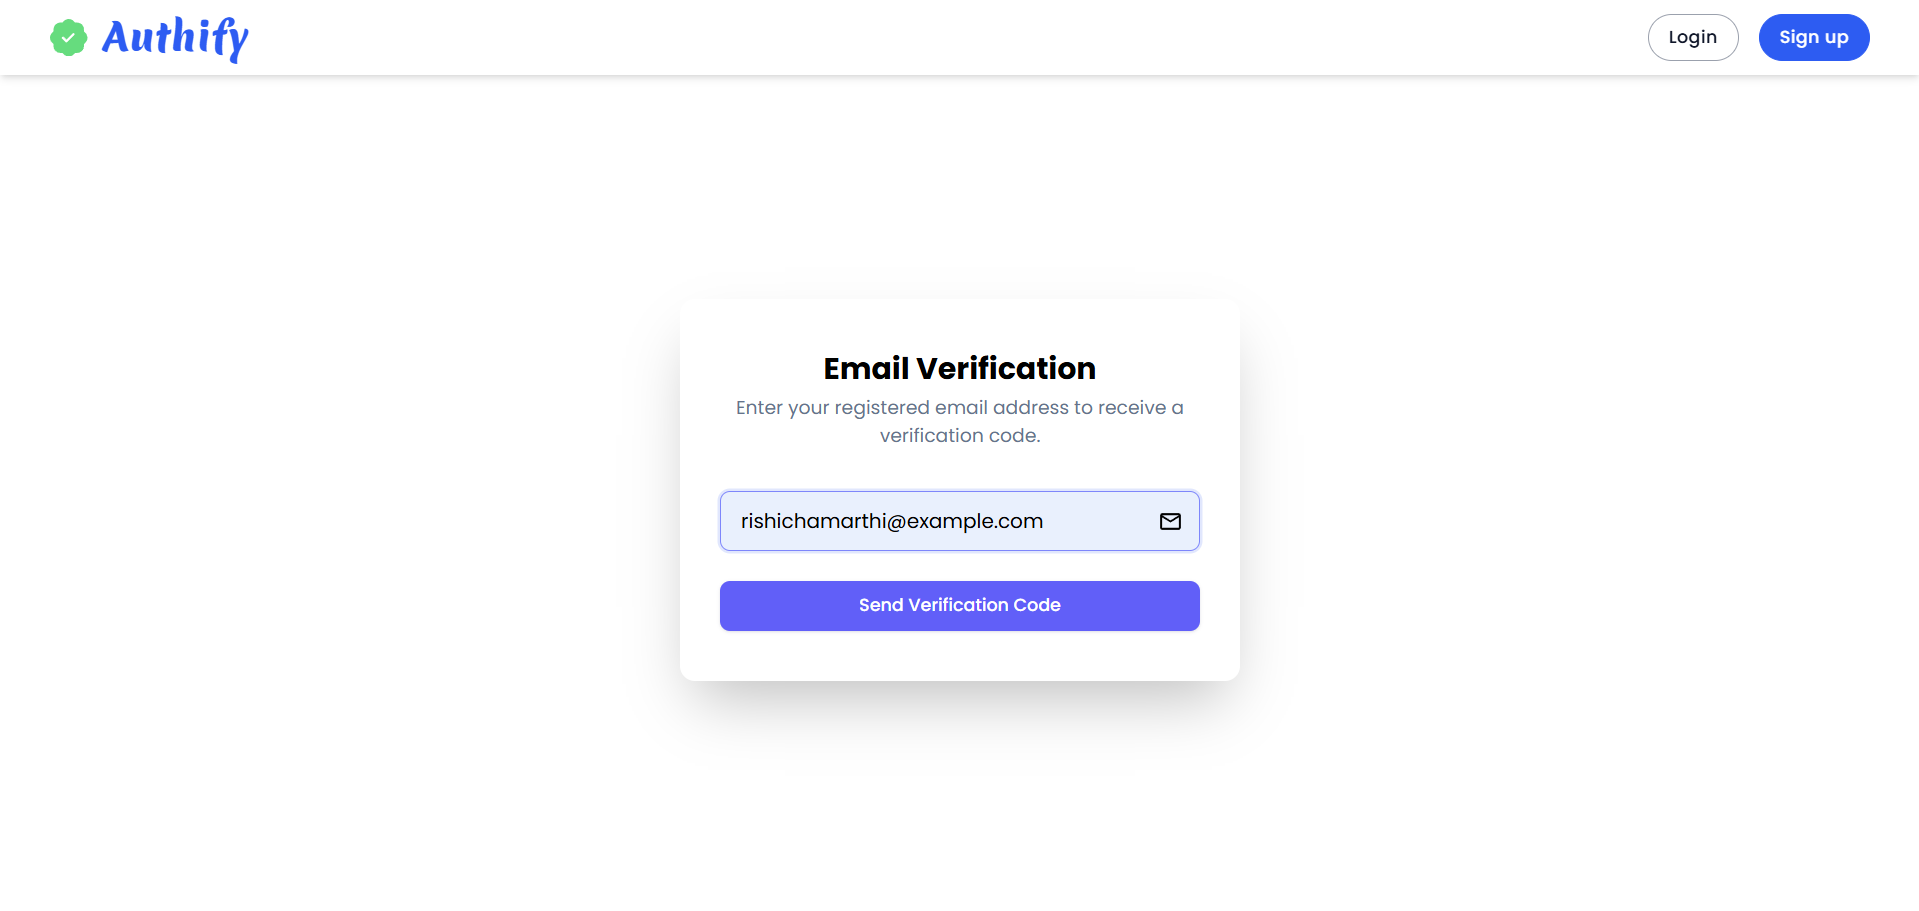 Authify
Login
Sign up
Email Verification
Enter your registered email address to receive a
verification code.
rishichamarthi@example.com
Send Verification Code